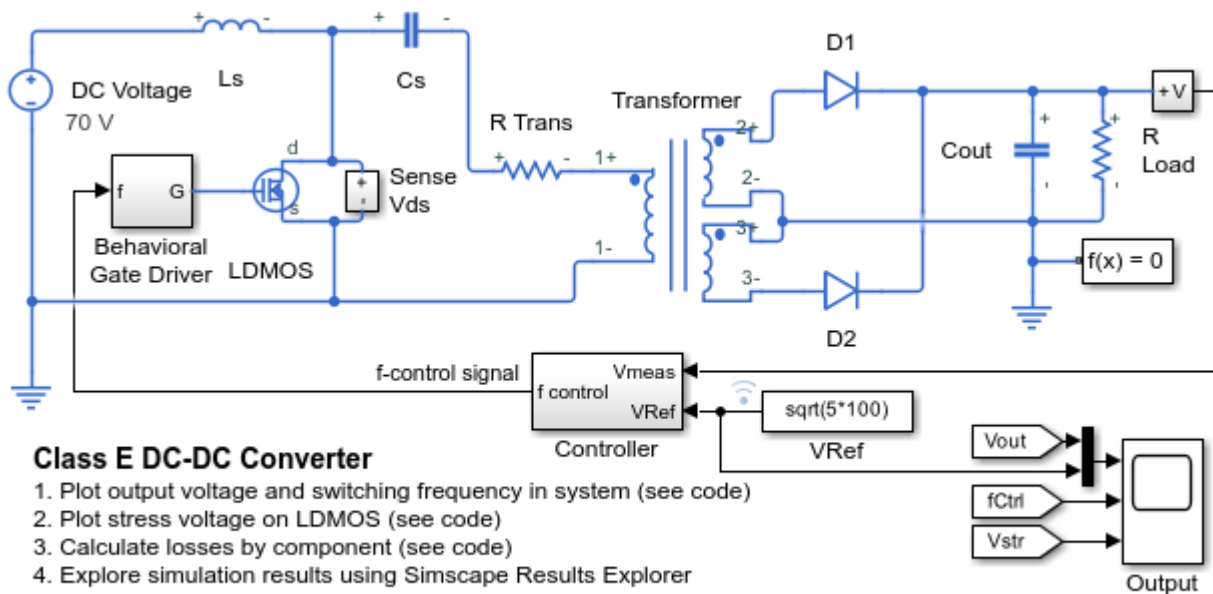 + -
Ls
+ -
Cs
D1
+
-
DC Voltage
70 V
R Trans
+ -
Transformer
1+
1-
2+
2-
3+
3-
+
-
Cout
+
-
R
Load
+V
d
s
f G
+
-
Sense
Vds
Behavioral
Gate Driver
LDMOS
f(x) = 0
D2
f-control signal
f control
Vmeas
VRef
Controller
sqrt(5*100)
VRef
Class E DC-DC Converter
1. Plot output voltage and switching frequency in system (see code)
2. Plot stress voltage on LDMOS (see code)
3. Calculate losses by component (see code)
4. Explore simulation results using Simscape Results Explorer
Vout
fCtrl
Vstr
Output